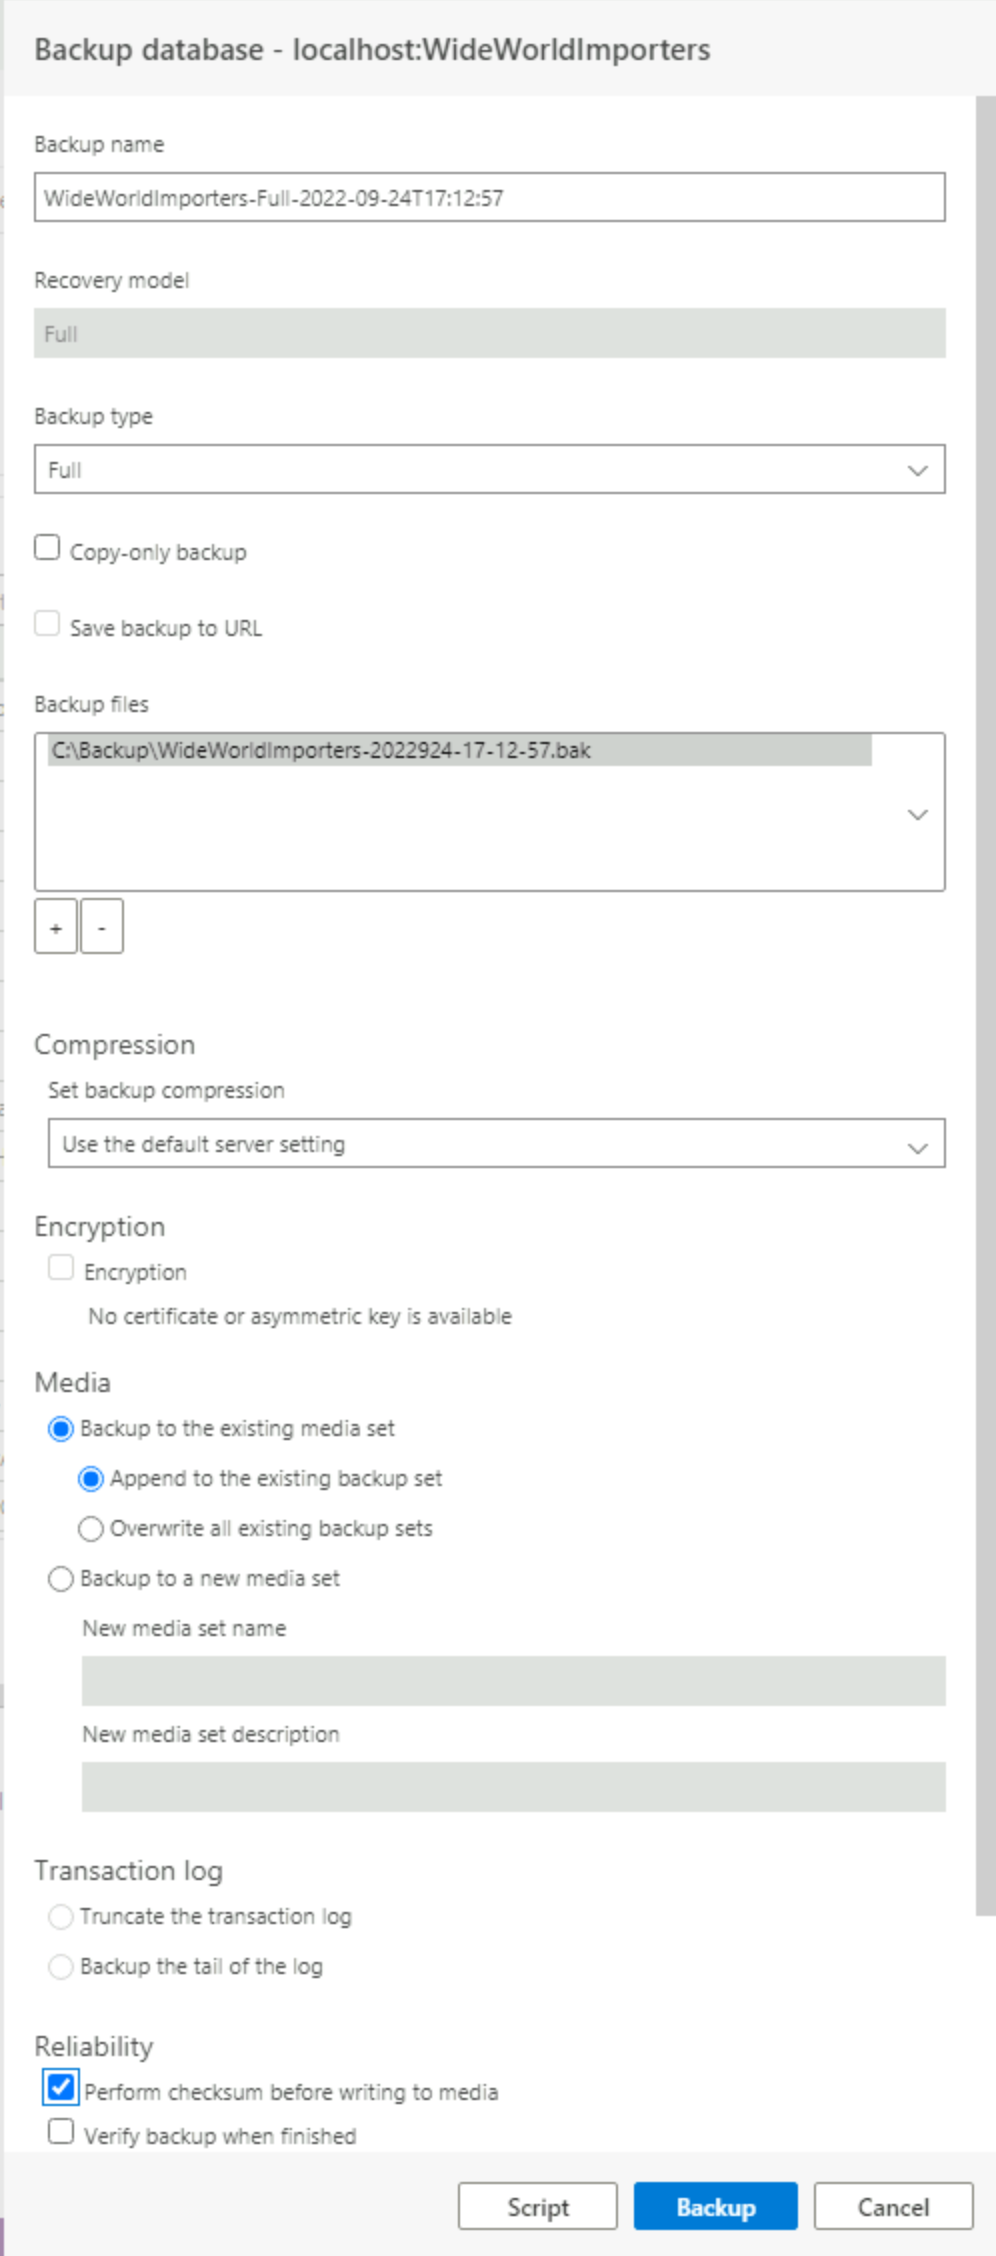 Backup database - localhost:WideWorldImporters
Backup name
WideWorldImporters-Full-2022-09-24T17:12:57
Recovery model
Full
Backup type
Full
Copy-only backup
Save backup to URL
Backup files
C:\Backup\WideWorldImporters-2022924-17-12-57.bak
+ -
Compression
Set backup compression
Use the default server setting
Encryption
Encryption
No certificate or asymmetric key is available
Media
Backup to the existing media set
Append to the existing backup set
Overwrite all existing backup sets
Backup to a new media set
New media set name
New media set description
Transaction log
Truncate the transaction log
Backup the tail of the log
Reliability
Perform checksum before writing to media
Verify backup when finished
Script Backup Cancel